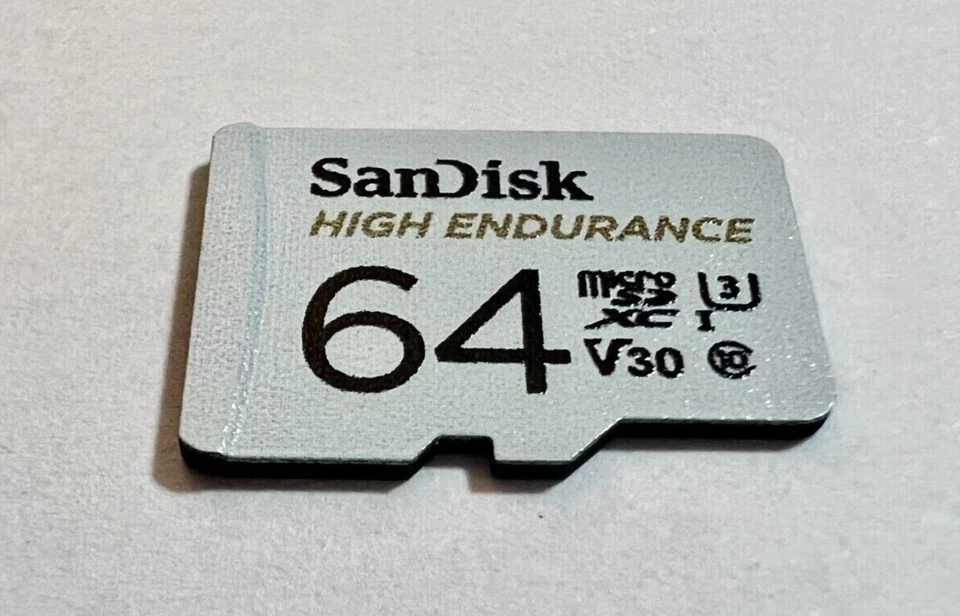 SanDisk
HIGH ENDURANCE
64
micro
SD
XC I
U3
V30
10